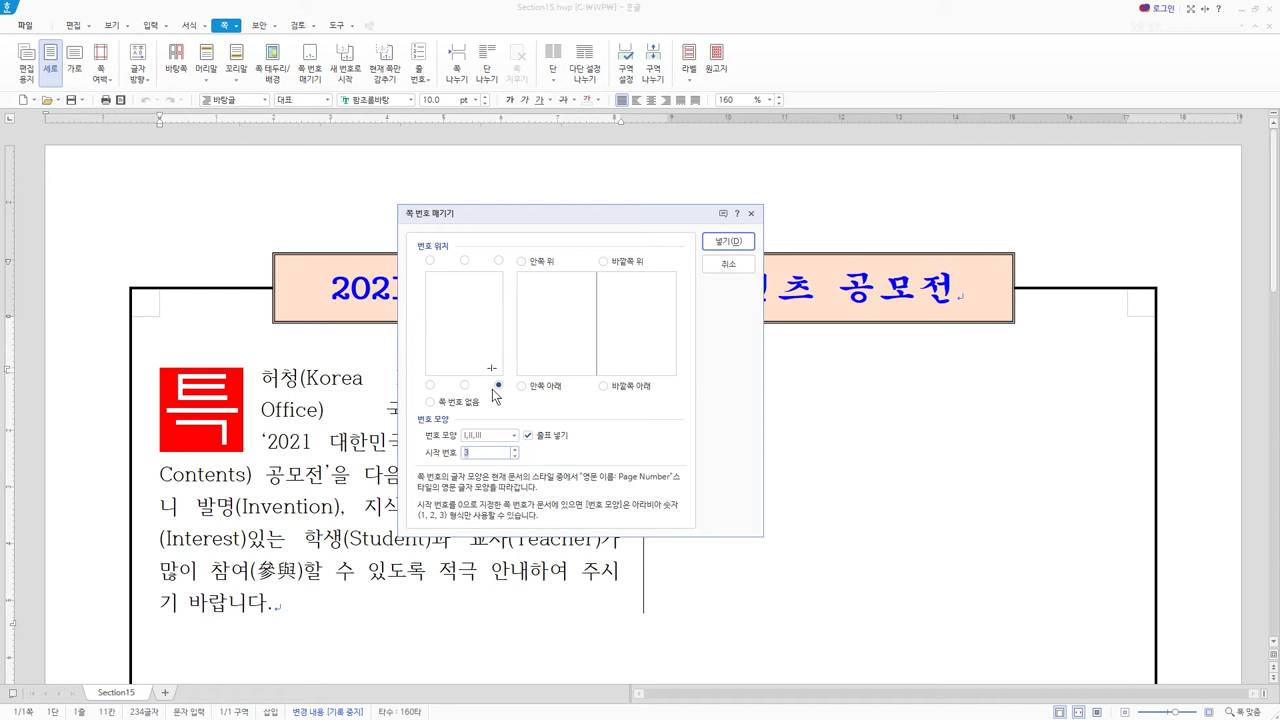 Section15.hwp [C:₩WP₩] - 한글
로그인
파일 편집 보기 입력 서식 쪽 보안 검토 도구
편집 용지
세로
가로
쪽 여백
글자 방향
바탕쪽
머리말
꼬리말
쪽 테두리/배경
쪽 번호 매기기
새 번호로 시작
현재 쪽만 감추기
줄 번호
쪽 나누기
단 나누기
쪽 지우기
단
다단 설정 나누기
구역 설정
구역 나누기
라벨
원고지
바탕글 대표 함초롬바탕 10.0 pt 가 가 가 가 가 160 %
쪽 번호 매기기
번호 위치
안쪽 위 바깥쪽 위
안쪽 아래 바깥쪽 아래
쪽 번호 없음
번호 모양
번호 모양 I,II,III 줄표 넣기
시작 번호 3
쪽 번호의 글자 모양은 현재 문서의 스타일 중에서 "영문 이름: Page Number"스
타일의 영문 글자 모양을 따라갑니다.
시작 번호를 0으로 지정한 쪽 번호가 문서에 있으면 [번호 모양]은 아라비아 숫자
(1, 2, 3) 형식만 사용할 수 있습니다.
넣기(D)
취소
2021 츠 공모전
특허청(Korea
Office)
‘2021 대한민국
Contents) 공모전’을 다음
니 발명(Invention), 지식
(Interest)있는 학생(Student)과 교사(Teacher)가
많이 참여(參與)할 수 있도록 적극 안내하여 주시
기 바랍니다.
Section15
1/1쪽 1단 1줄 11칸 234글자 문자 입력 1/1 구역 삽입 변경 내용 [기록 중지] 타수 : 160타 폭 맞춤